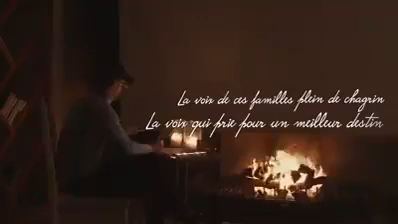 La voix de ces familles plein de chagrin
La voix qui prie pour un meilleur destin